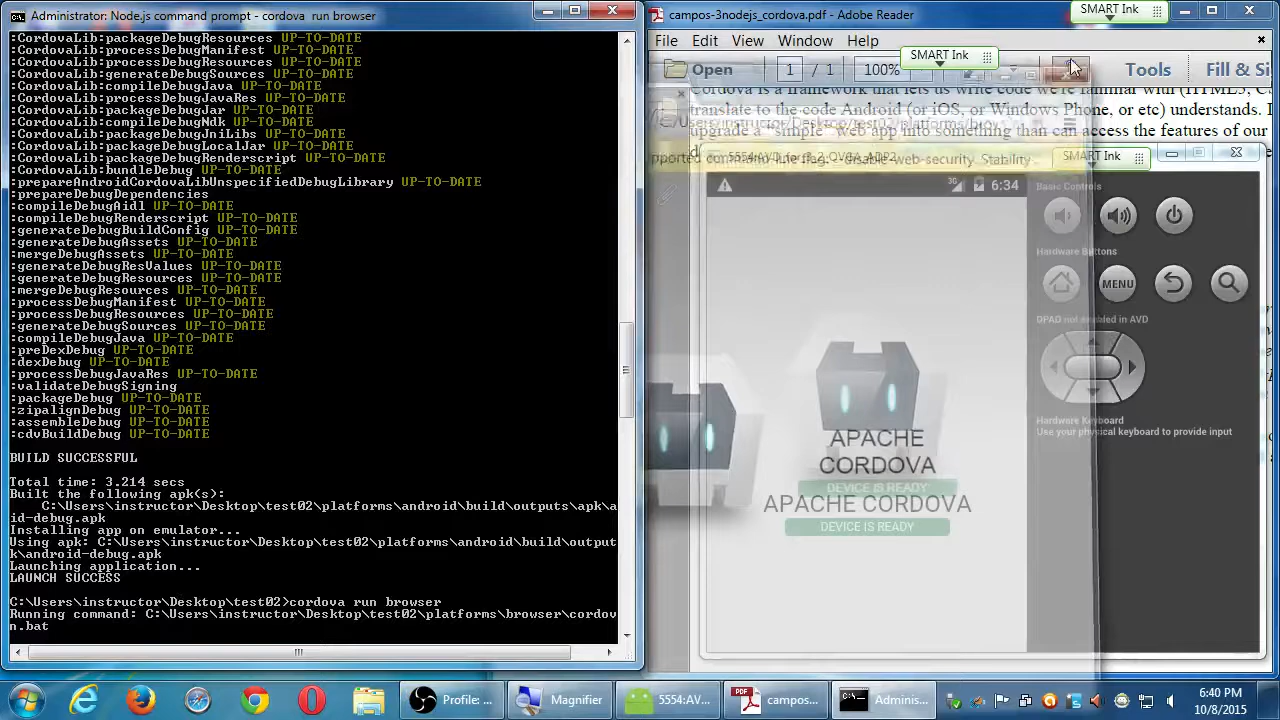 Administrator: Node.js command prompt - cordova  run browser
:CordovaLib:packageDebugResources UP-TO-DATE
:CordovaLib:processDebugManifest UP-TO-DATE
:CordovaLib:processDebugResources UP-TO-DATE
:CordovaLib:generateDebugSources UP-TO-DATE
:CordovaLib:compileDebugJava UP-TO-DATE
:CordovaLib:processDebugJavaRes UP-TO-DATE
:CordovaLib:packageDebugJar UP-TO-DATE
:CordovaLib:compileDebugNdk UP-TO-DATE
:CordovaLib:packageDebugJniLibs UP-TO-DATE
:CordovaLib:packageDebugLocalJar UP-TO-DATE
:CordovaLib:packageDebugRenderscript UP-TO-DATE
:CordovaLib:bundleDebug UP-TO-DATE
:prepareAndroidCordovaLibUnspecifiedDebugLibrary UP-TO-DATE
:prepareDebugDependencies
:compileDebugAidl UP-TO-DATE
:compileDebugRenderscript UP-TO-DATE
:generateDebugBuildConfig UP-TO-DATE
:generateDebugAssets UP-TO-DATE
:mergeDebugAssets UP-TO-DATE
:generateDebugResValues UP-TO-DATE
:generateDebugResources UP-TO-DATE
:mergeDebugResources UP-TO-DATE
:processDebugManifest UP-TO-DATE
:processDebugResources UP-TO-DATE
:generateDebugSources UP-TO-DATE
:compileDebugJava UP-TO-DATE
:preDexDebug UP-TO-DATE
:dexDebug UP-TO-DATE
:processDebugJavaRes UP-TO-DATE
:validateDebugSigning
:packageDebug UP-TO-DATE
:zipalignDebug UP-TO-DATE
:assembleDebug UP-TO-DATE
:cdvBuildDebug UP-TO-DATE
BUILD SUCCESSFUL
Total time: 3.214 secs
Built the following apk(s):
C:\Users\instructor\Desktop\test02\platforms\android\build\outputs\apk\a
id-debug.apk
Installing app on emulator...
Using apk: C:\Users\instructor\Desktop\test02\platforms\android\build\output
k\android-debug.apk
Launching application...
LAUNCH SUCCESS
C:\Users\instructor\Desktop\test02>cordova run browser
Running command: C:\Users\instructor\Desktop\test02\platforms\browser\cordov
n.bat
campos-3nodejs_cordova.pdf - Adobe Reader
SMART Ink
File Edit View Window Help
SMART Ink
Open 1 / 1 100% Tools Fill & Si
Cordova is a framework that lets us write code we're familiar with (HTML5, CS
translate to the code Android (or iOS, or Windows Phone, or etc) understands. I
upgrade a "simple" web app into something than can access the features of our
SMART Ink
3G 6:34
Basic Controls
Hardware Buttons
MENU
DPAD not enabled in AVD
Hardware Keyboard
Use your physical keyboard to provide input
APACHE
CORDOVA
DEVICE IS READY
APACHE CORDOVA
DEVICE IS READY
Profile: ...
Magnifier
5554:AV...
PDF campos...
Adminis...
6:40 PM
10/8/2015